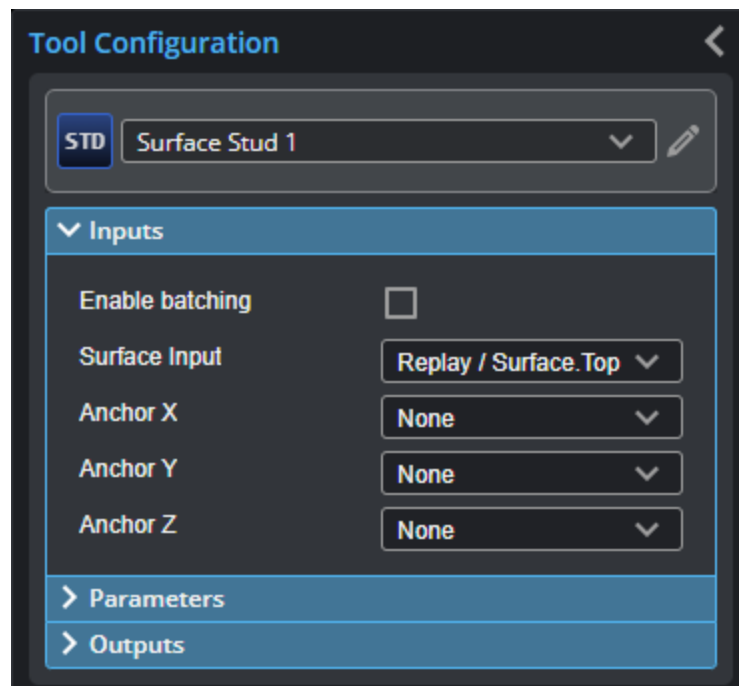 Tool Configuration
STD Surface Stud 1
Inputs
Enable batching
Surface Input Replay / Surface.Top
Anchor X None
Anchor Y None
Anchor Z None
Parameters
Outputs